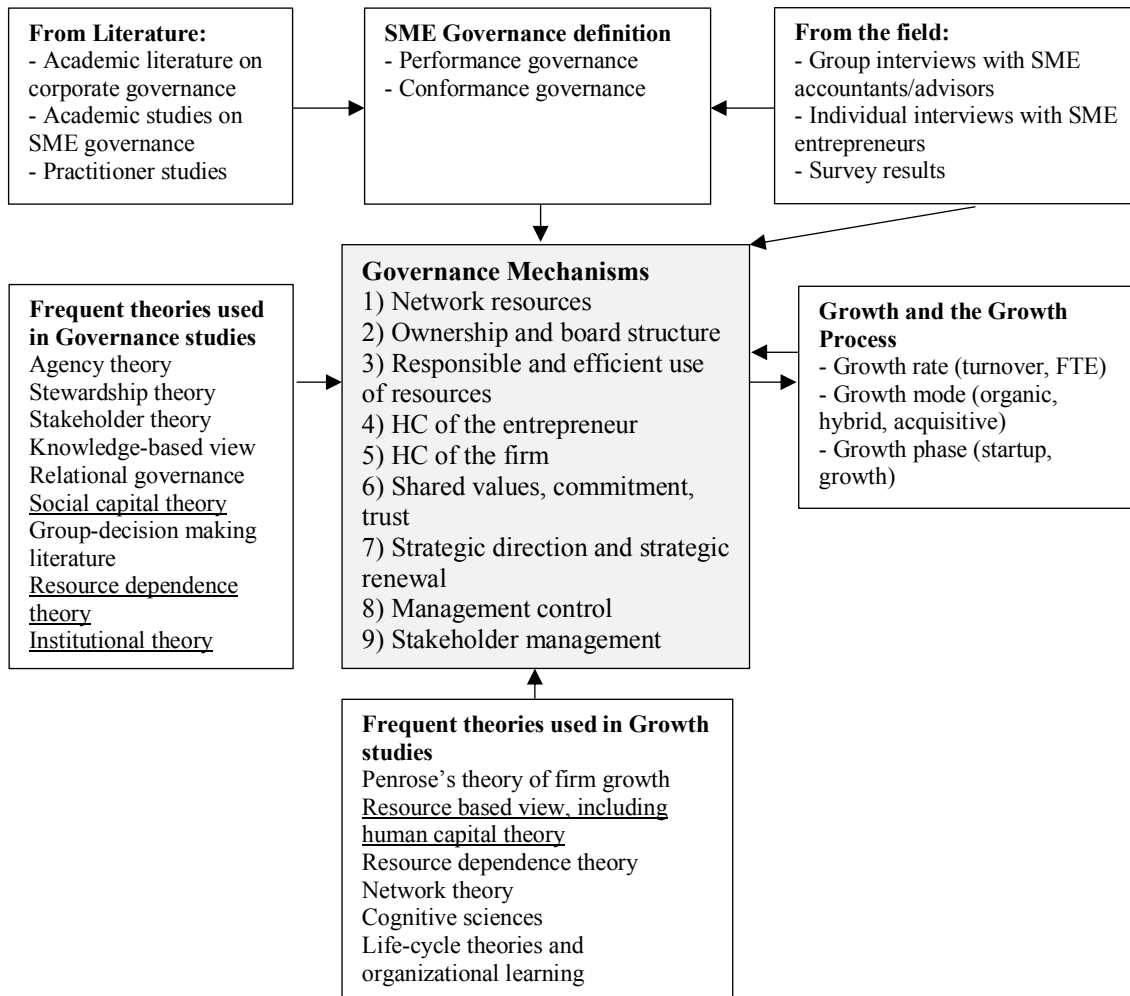 From Literature:
- Academic literature on
corporate governance
- Academic studies on
SME governance
- Practitioner studies
SME Governance definition
- Performance governance
- Conformance governance
From the field:
- Group interviews with SME
accountants/advisors
- Individual interviews with SME
entrepreneurs
- Survey results
Frequent theories used
in Governance studies
Agency theory
Stewardship theory
Stakeholder theory
Knowledge-based view
Relational governance
Social capital theory
Group-decision making
literature
Resource dependence
theory
Institutional theory
Governance Mechanisms
1) Network resources
2) Ownership and board structure
3) Responsible and efficient use
of resources
4) HC of the entrepreneur
5) HC of the firm
6) Shared values, commitment,
trust
7) Strategic direction and strategic
renewal
8) Management control
9) Stakeholder management
Growth and the Growth
Process
- Growth rate (turnover, FTE)
- Growth mode (organic,
hybrid, acquisitive)
- Growth phase (startup,
growth)
Frequent theories used in Growth
studies
Penrose’s theory of firm growth
Resource based view, including
human capital theory
Resource dependence theory
Network theory
Cognitive sciences
Life-cycle theories and
organizational learning